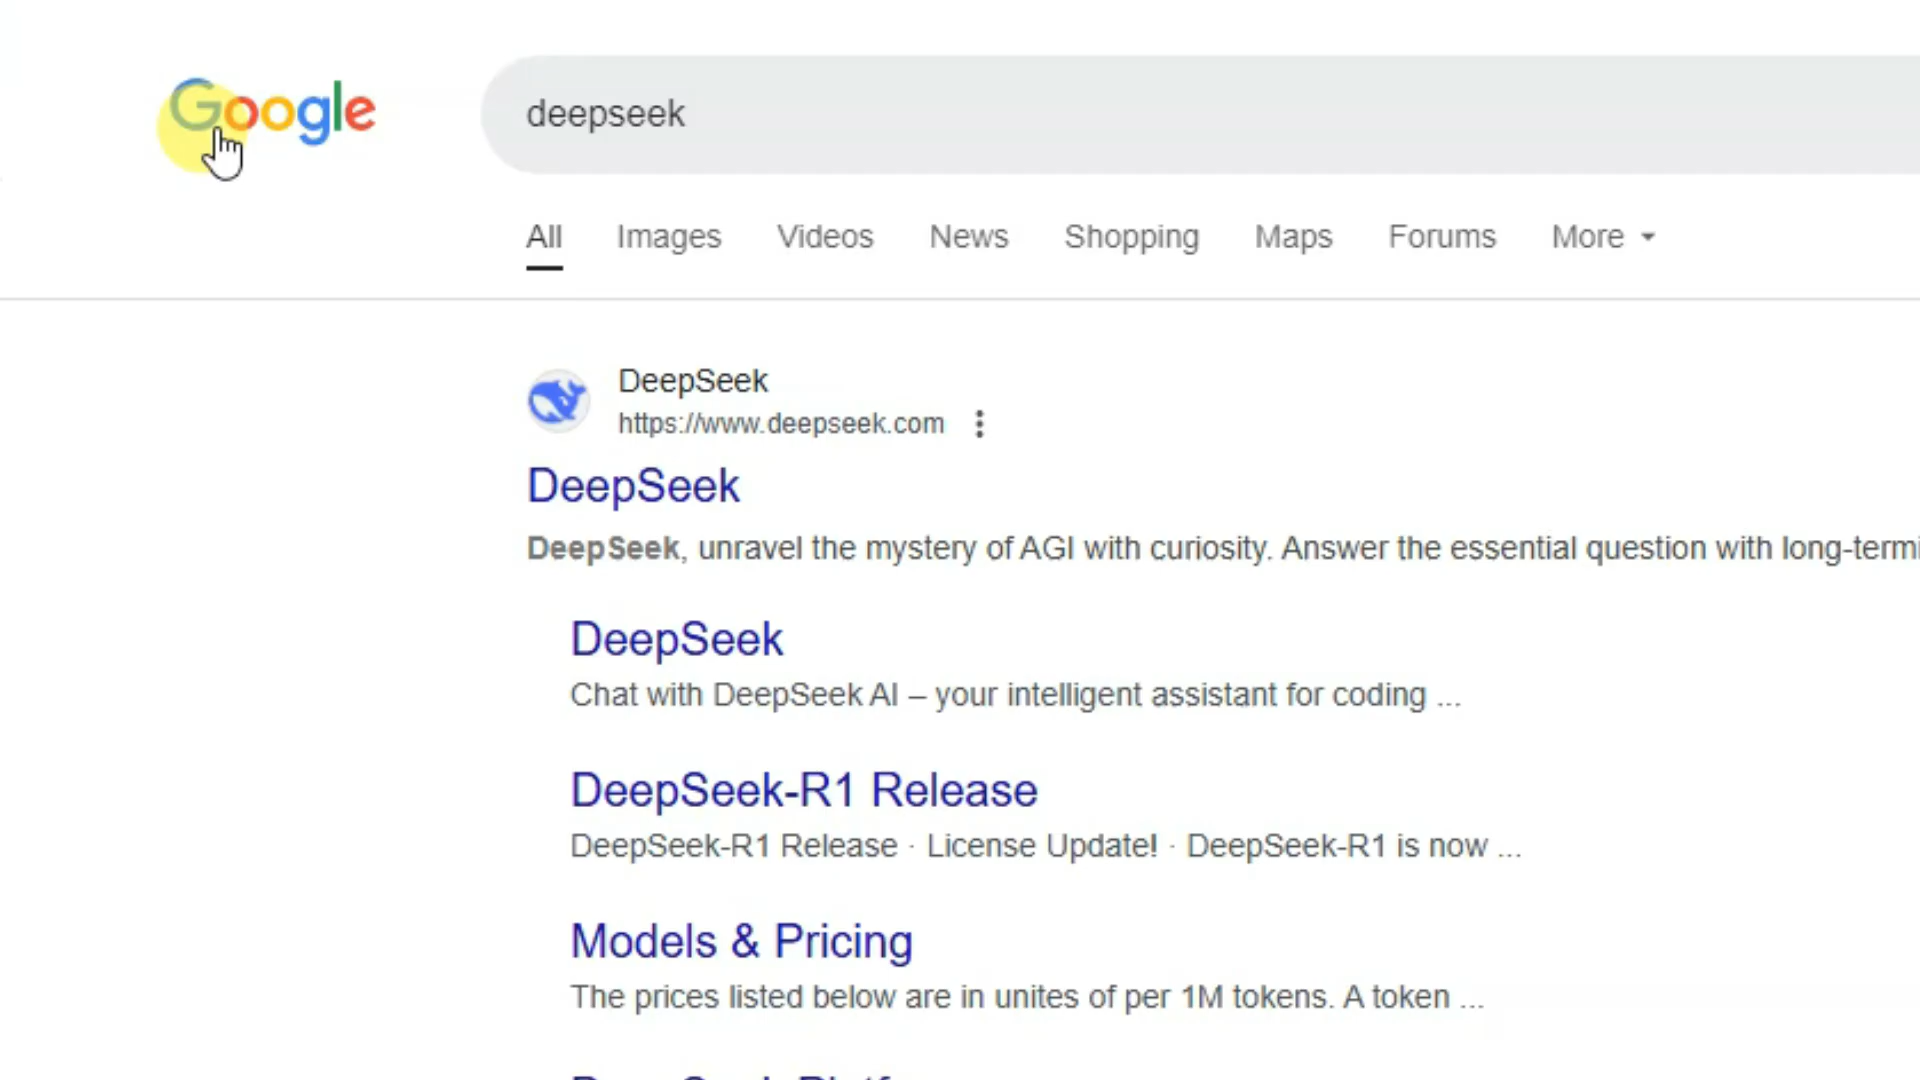 Google
deepseek
All Images Videos News Shopping Maps Forums More
DeepSeek
https://www.deepseek.com
DeepSeek
DeepSeek, unravel the mystery of AGI with curiosity. Answer the essential question with long-termi
DeepSeek
Chat with DeepSeek AI – your intelligent assistant for coding ...
DeepSeek-R1 Release
DeepSeek-R1 Release · License Update! · DeepSeek-R1 is now ...
Models & Pricing
The prices listed below are in unites of per 1M tokens. A token ...